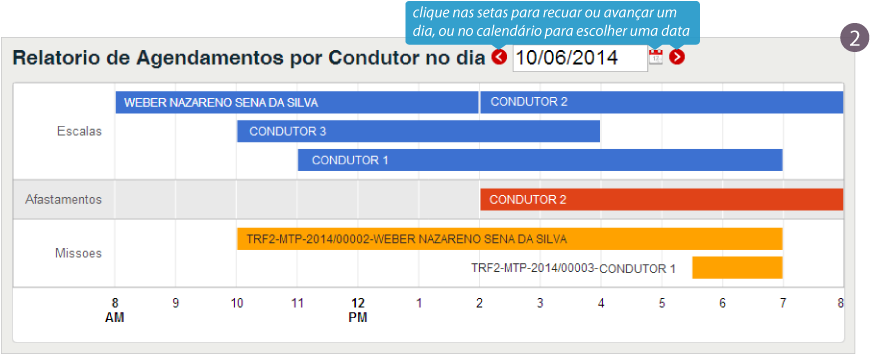 clique nas setas para recuar ou avançar um
dia, ou no calendário para escolher uma data
2
Relatorio de Agendamentos por Condutor no dia 10/06/2014
Escalas
WEBER NAZARENO SENA DA SILVA CONDUTOR 2
CONDUTOR 3
CONDUTOR 1
Afastamentos
CONDUTOR 2
Missoes
TRF2-MTP-2014/00002-WEBER NAZARENO SENA DA SILVA
TRF2-MTP-2014/00003-CONDUTOR 1
8 9 10 11 12 1 2 3 4 5 6 7 8
AM PM